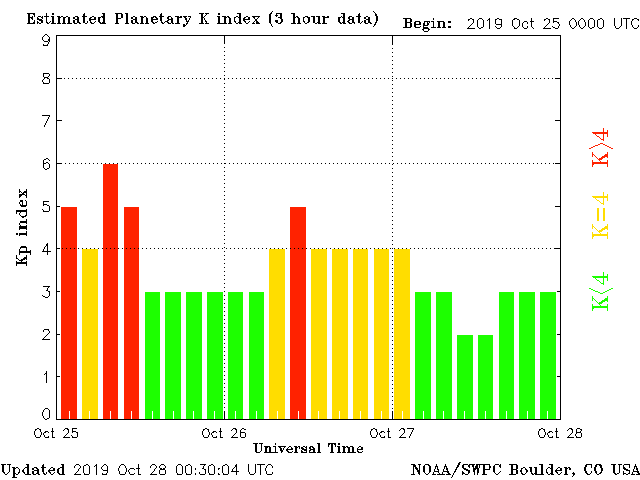 Estimated Planetary K index (3 hour data) Begin: 2019 Oct 25 0000 UTC
9
8
7
6
5
4
3
2
1
0
Kp index
K>4
K=4
K<4
Oct 25 Oct 26 Oct 27 Oct 28
Universal Time
Updated 2019 Oct 28 00:30:04 UTC NOAA/SWPC Boulder, CO USA